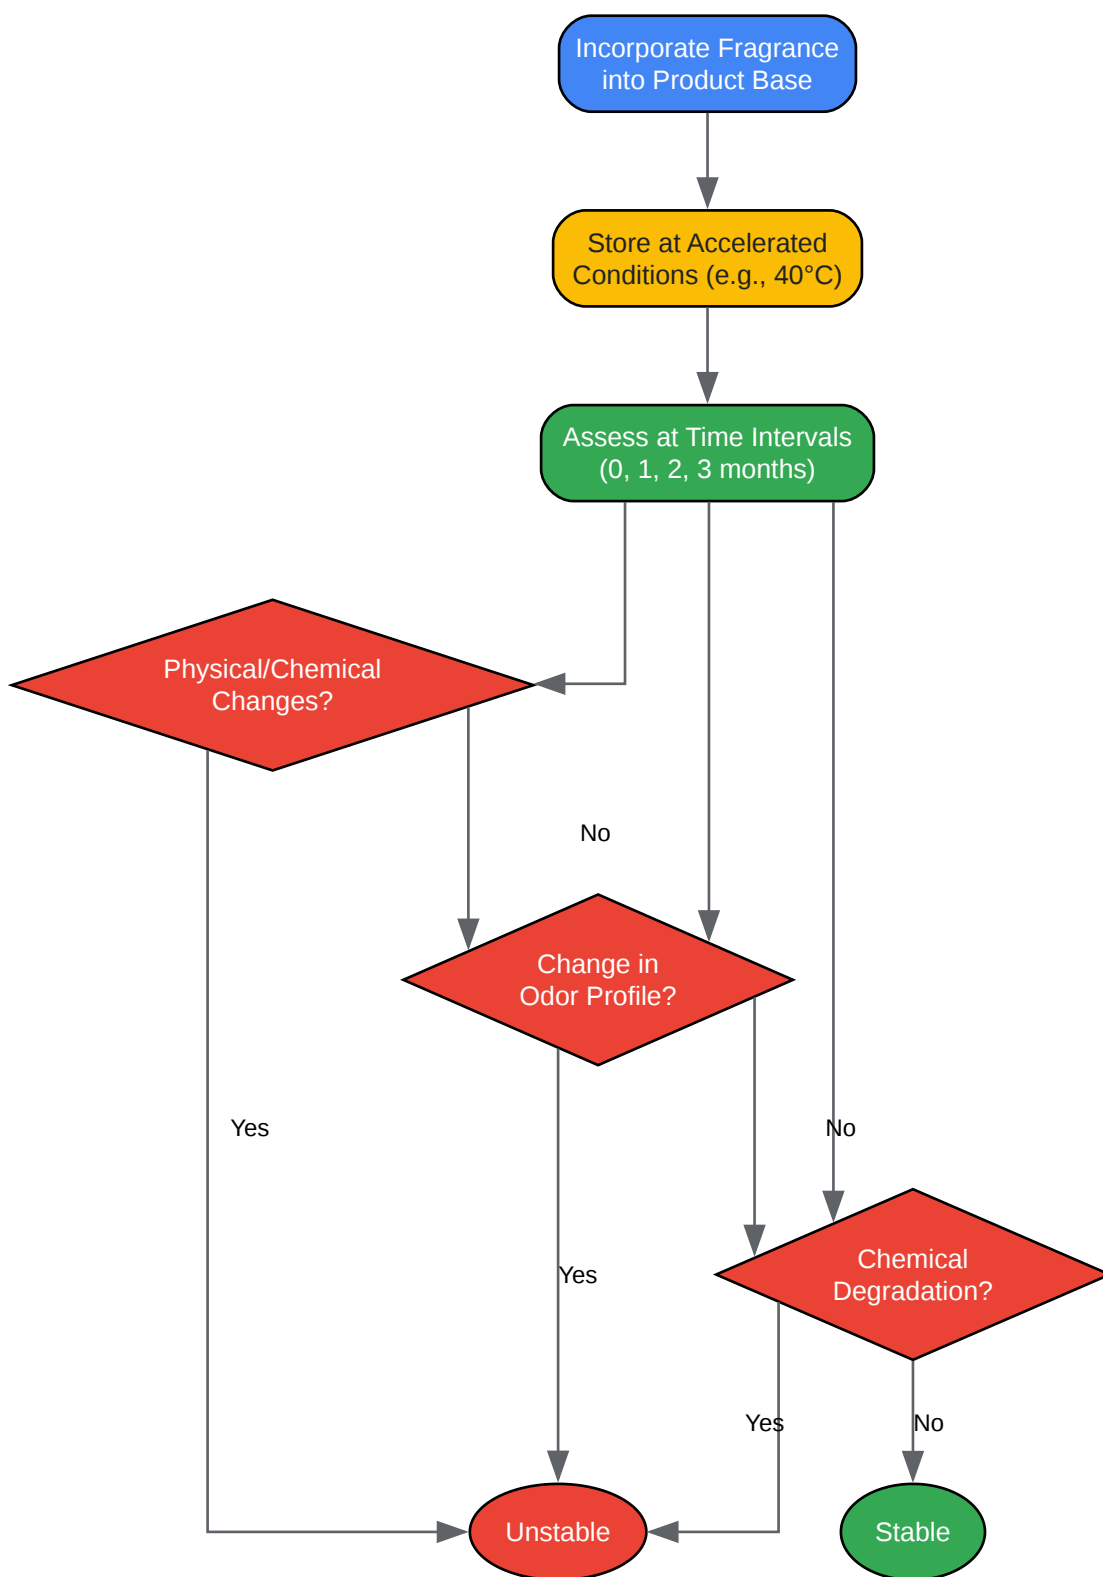 Incorporate Fragrance
into Product Base
Store at Accelerated
Conditions (e.g., 40°C)
Assess at Time Intervals
(0, 1, 2, 3 months)
Physical/Chemical
Changes?
No
Change in
Odor Profile?
Yes
No
Yes
Chemical
Degradation?
Yes
No
Unstable
Stable